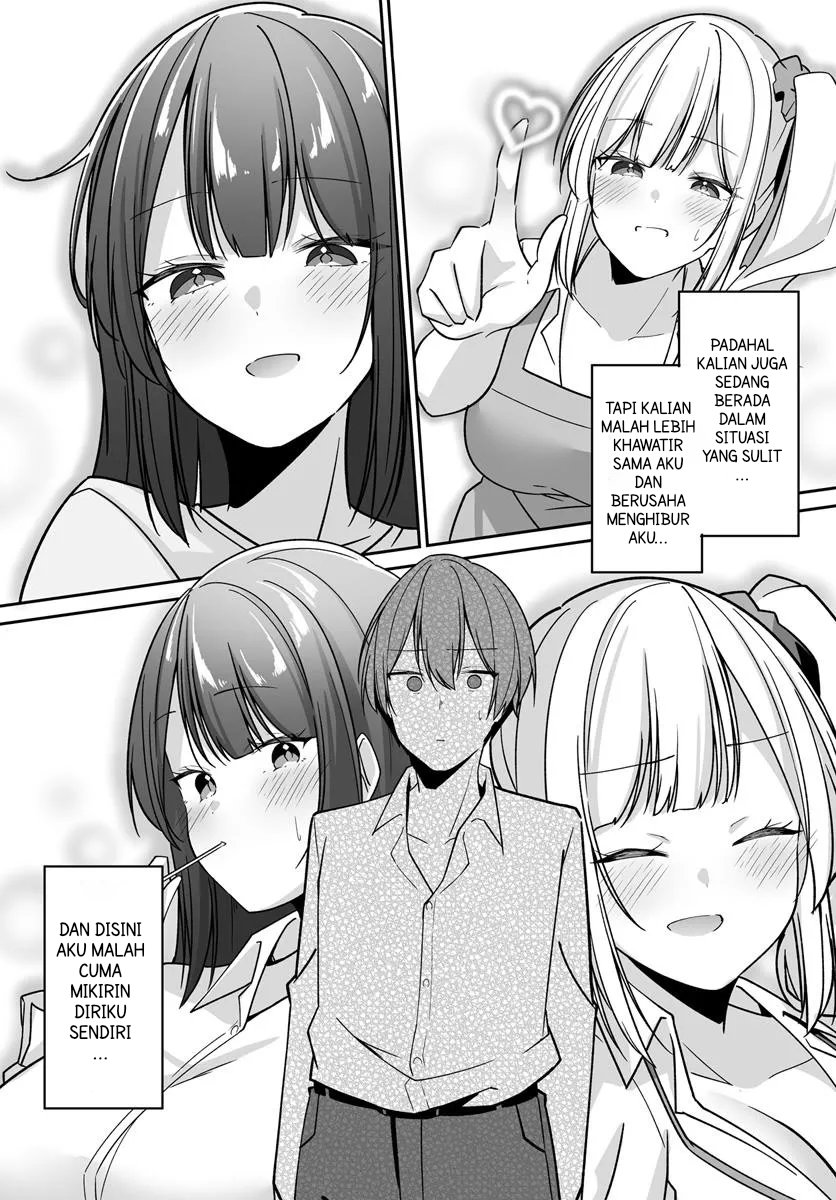 PADAHAL
KALIAN JUGA
SEDANG
BERADA
DALAM
SITUASI
YANG SULIT
...
TAPI KALIAN
MALAH LEBIH
KHAWATIR
SAMA AKU
DAN
BERUSAHA
MENGHIBUR
AKU...
DAN DISINI
AKU MALAH
CUMA
MIKIRIN
DIRIKU
SENDIRI
...